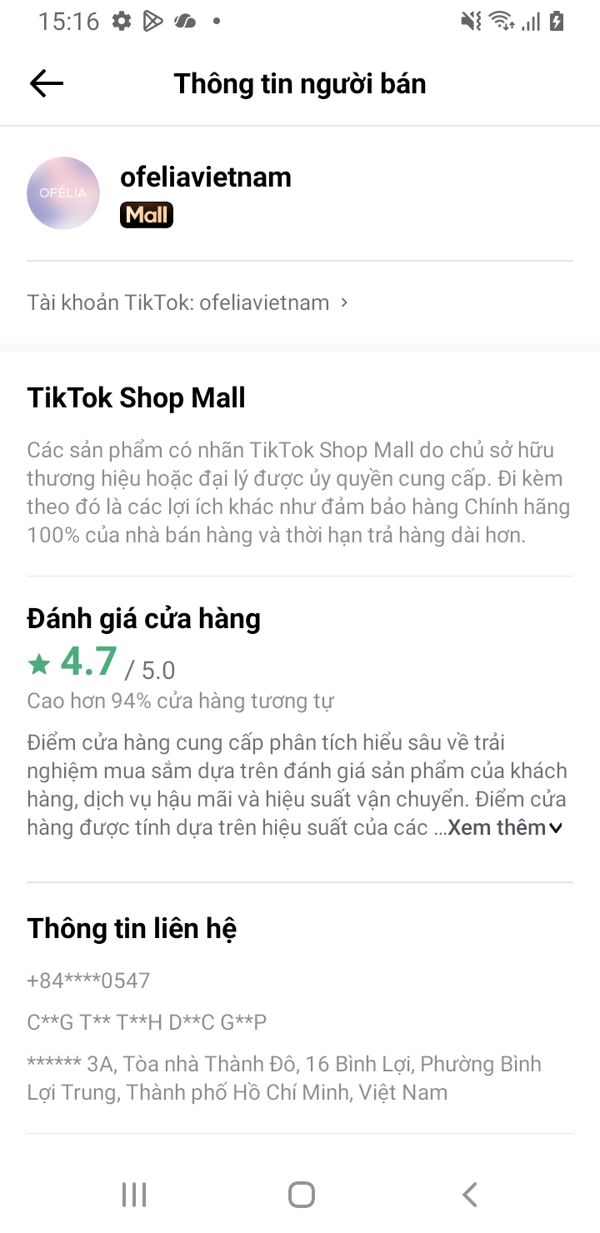 15:16
Thông tin người bán
OFÉLIA
ofeliavietnam
Mall
Tài khoản TikTok: ofeliavietnam
TikTok Shop Mall
Các sản phẩm có nhãn TikTok Shop Mall do chủ sở hữu
thương hiệu hoặc đại lý được ủy quyền cung cấp. Đi kèm
theo đó là các lợi ích khác như đảm bảo hàng Chính hãng
100% của nhà bán hàng và thời hạn trả hàng dài hơn.
Đánh giá cửa hàng
4.7 / 5.0
Cao hơn 94% cửa hàng tương tự
Điểm cửa hàng cung cấp phân tích hiểu sâu về trải
nghiệm mua sắm dựa trên đánh giá sản phẩm của khách
hàng, dịch vụ hậu mãi và hiệu suất vận chuyển. Điểm cửa
hàng được tính dựa trên hiệu suất của các ...Xem thêm
Thông tin liên hệ
+84****0547
C**G T** T**H D**C G**P
****** 3A, Tòa nhà Thành Đô, 16 Bình Lợi, Phường Bình
Lợi Trung, Thành phố Hồ Chí Minh, Việt Nam